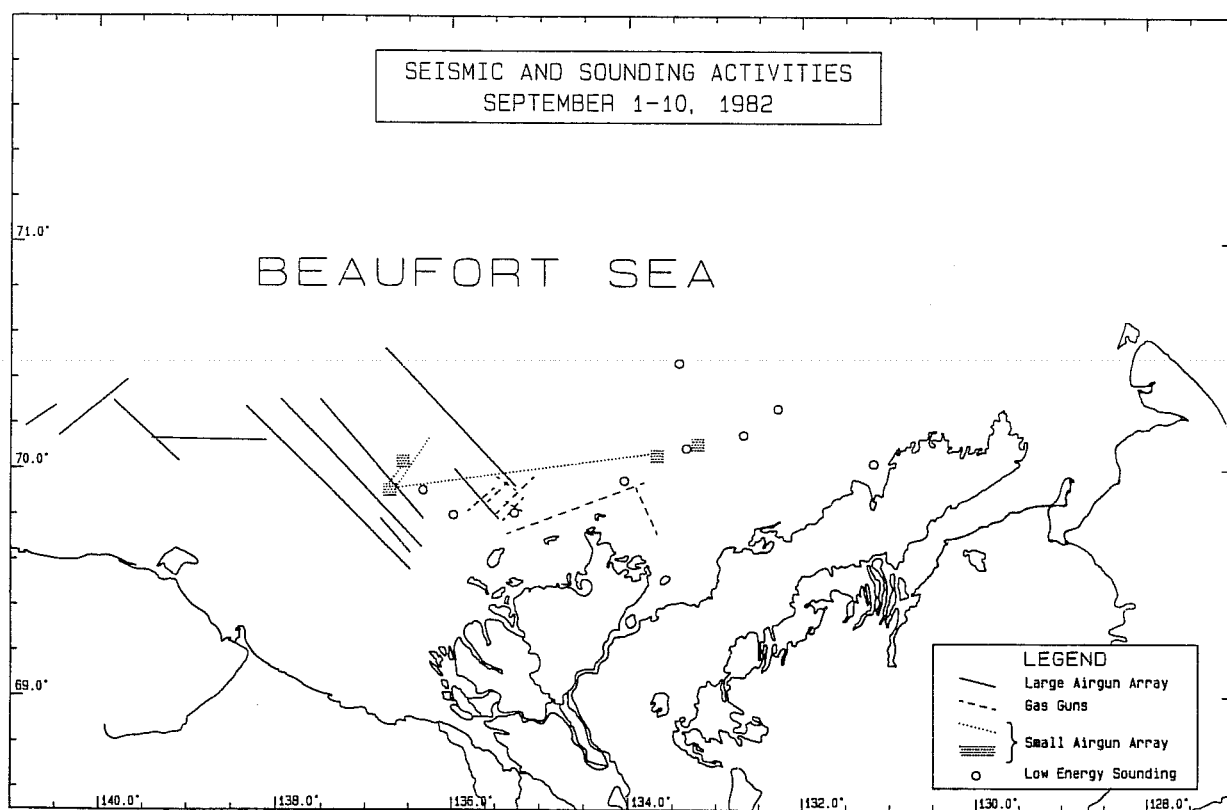 SEISMIC AND SOUNDING ACTIVITIES
SEPTEMBER 1-10, 1982
71.0°
BEAUFORT SEA
70.0°
69.0°
LEGEND
Large Airgun Array
Gas Guns
Small Airgun Array
Low Energy Sounding
140.0° 138.0° 136.0° 134.0° 132.0° 130.0° 128.0°